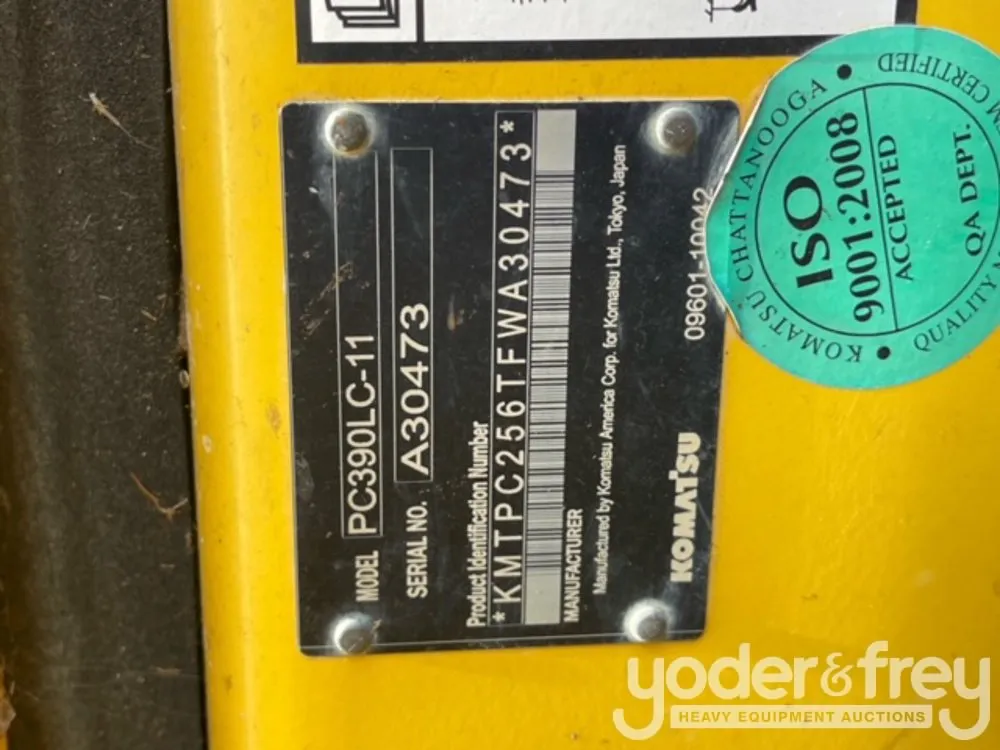 MODEL PC390LC-11
SERIAL NO. A30473
Product Identification Number
*KMTPC256TFWA30473*
MANUFACTURER
Manufactured by Komatsu America Corp. for Komatsu Ltd., Tokyo, Japan
KOMATSU 09601-10042
KOMATSU CHATTANOOGA
ISO
9001:2008
ACCEPTED
QA DEPT.
CERTIFIED
QUALITY
yoder&frey
HEAVY EQUIPMENT AUCTIONS